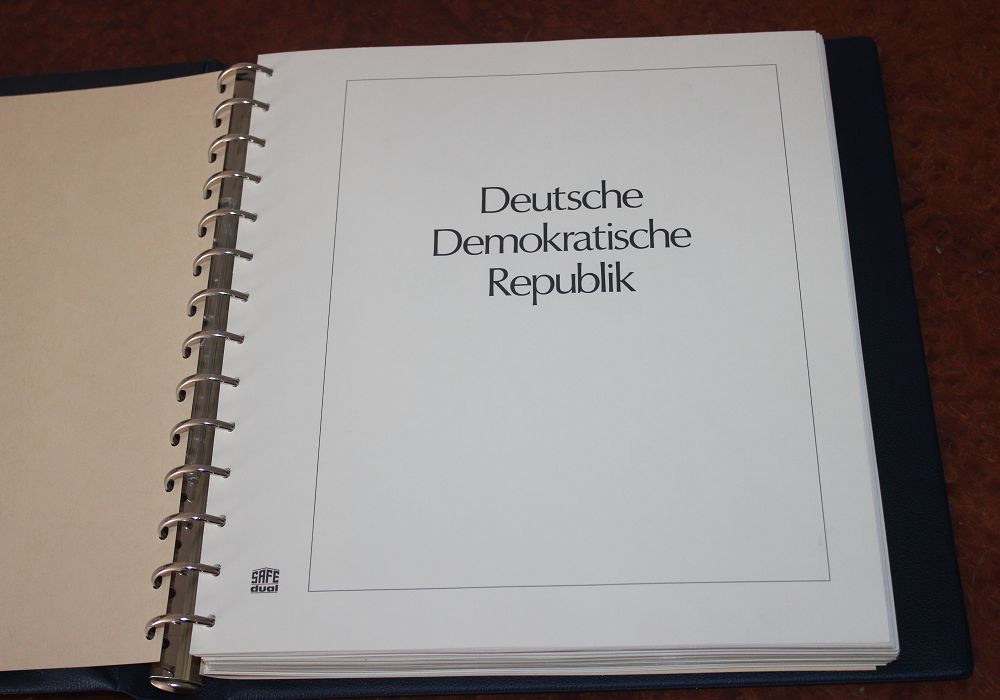 Deutsche
Demokratische
Republik
SAFE
dual